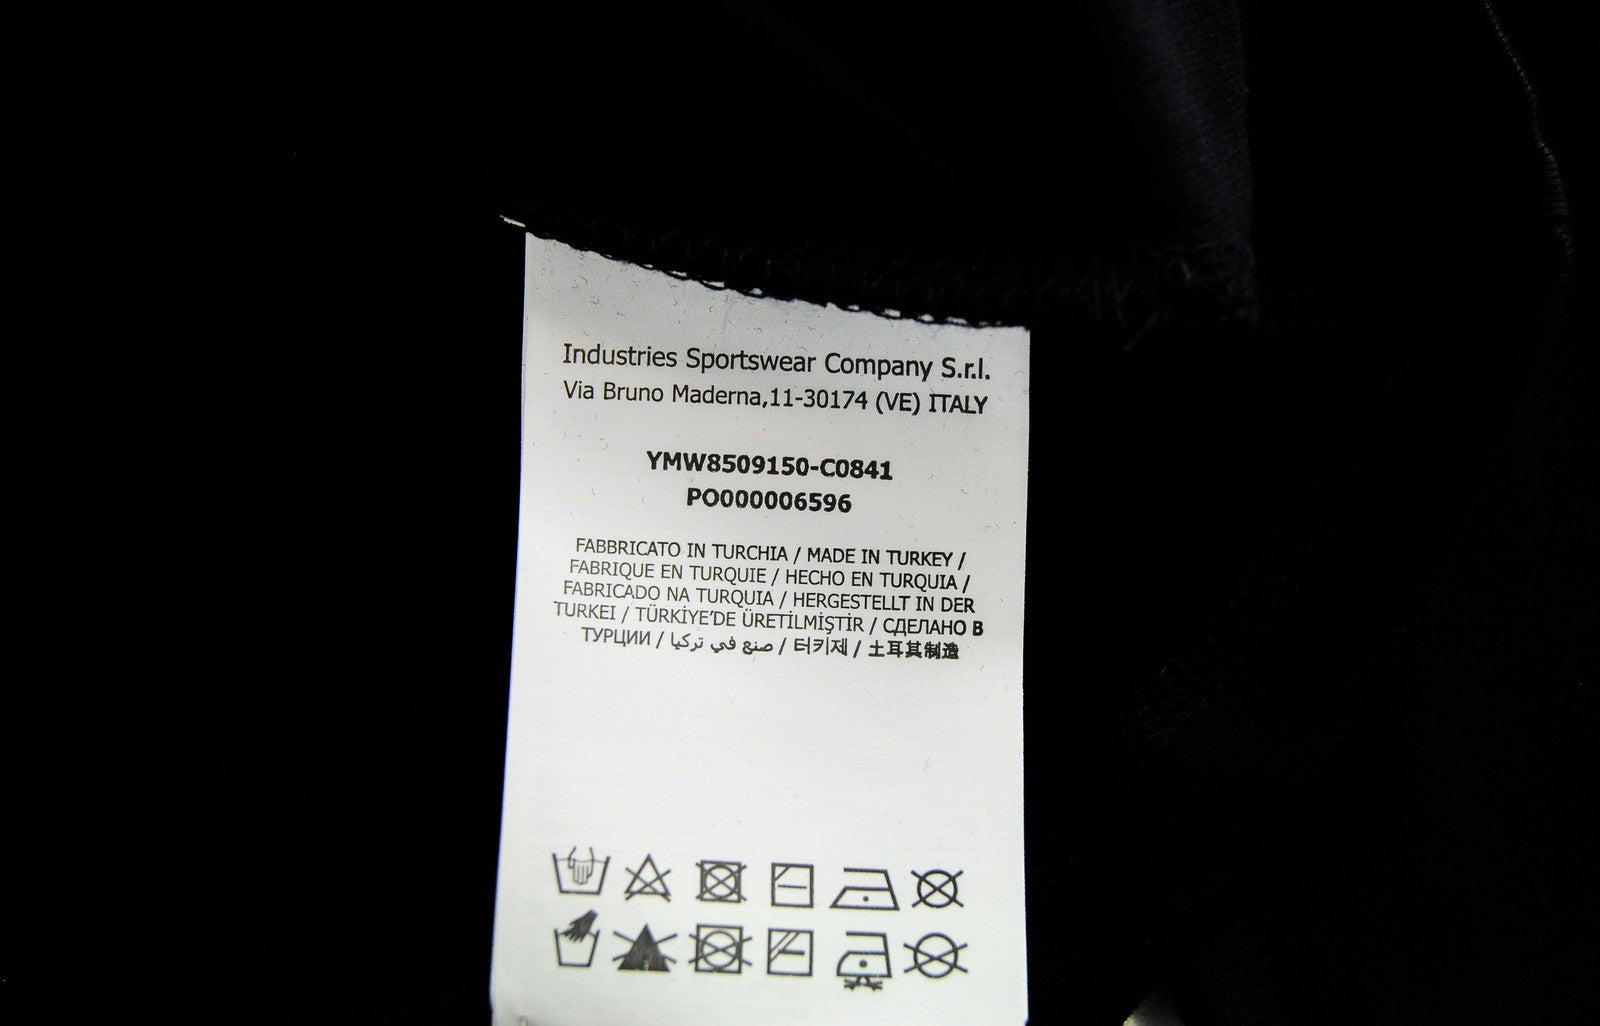 Industries Sportswear Company S.r.l.
Via Bruno Maderna,11-30174 (VE) ITALY
YMW8509150-C0841
PO000006596
FABBRICATO IN TURCHIA / MADE IN TURKEY /
FABRIQUE EN TURQUIE / HECHO EN TURQUIA /
FABRICADO NA TURQUIA / HERGESTELLT IN DER
TURKEI / TÜRKİYE'DE ÜRETİLMİŞTİR / СДЕЛАНО В
ТУРЦИИ / صنع في تركيا / 터키제 / 土耳其制造